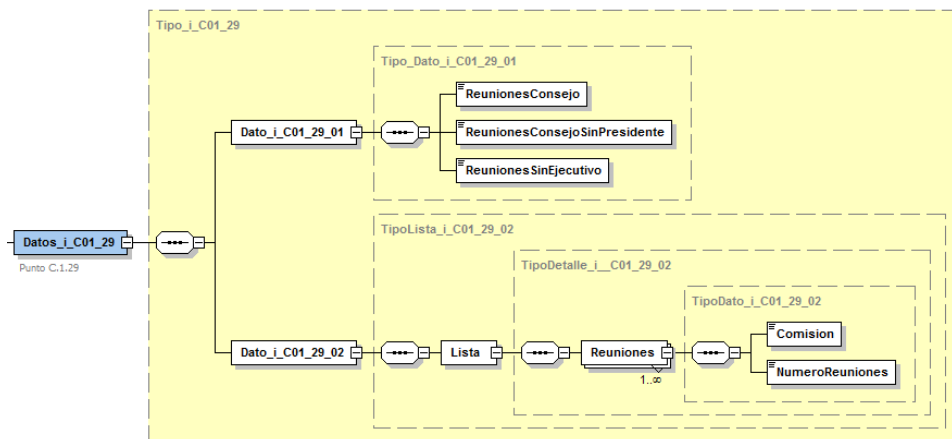 Tipo_i_C01_29
Tipo_Dato_i_C01_29_01
ReunionesConsejo
Dato_i_C01_29_01
ReunionesConsejoSinPresidente
ReunionesSinEjecutivo
Datos_i_C01_29
Punto C.1.29
TipoLista_i_C01_29_02
TipoDetalle_i__C01_29_02
TipoDato_i_C01_29_02
Dato_i_C01_29_02
Lista
Reuniones
1..∞
Comision
NumeroReuniones